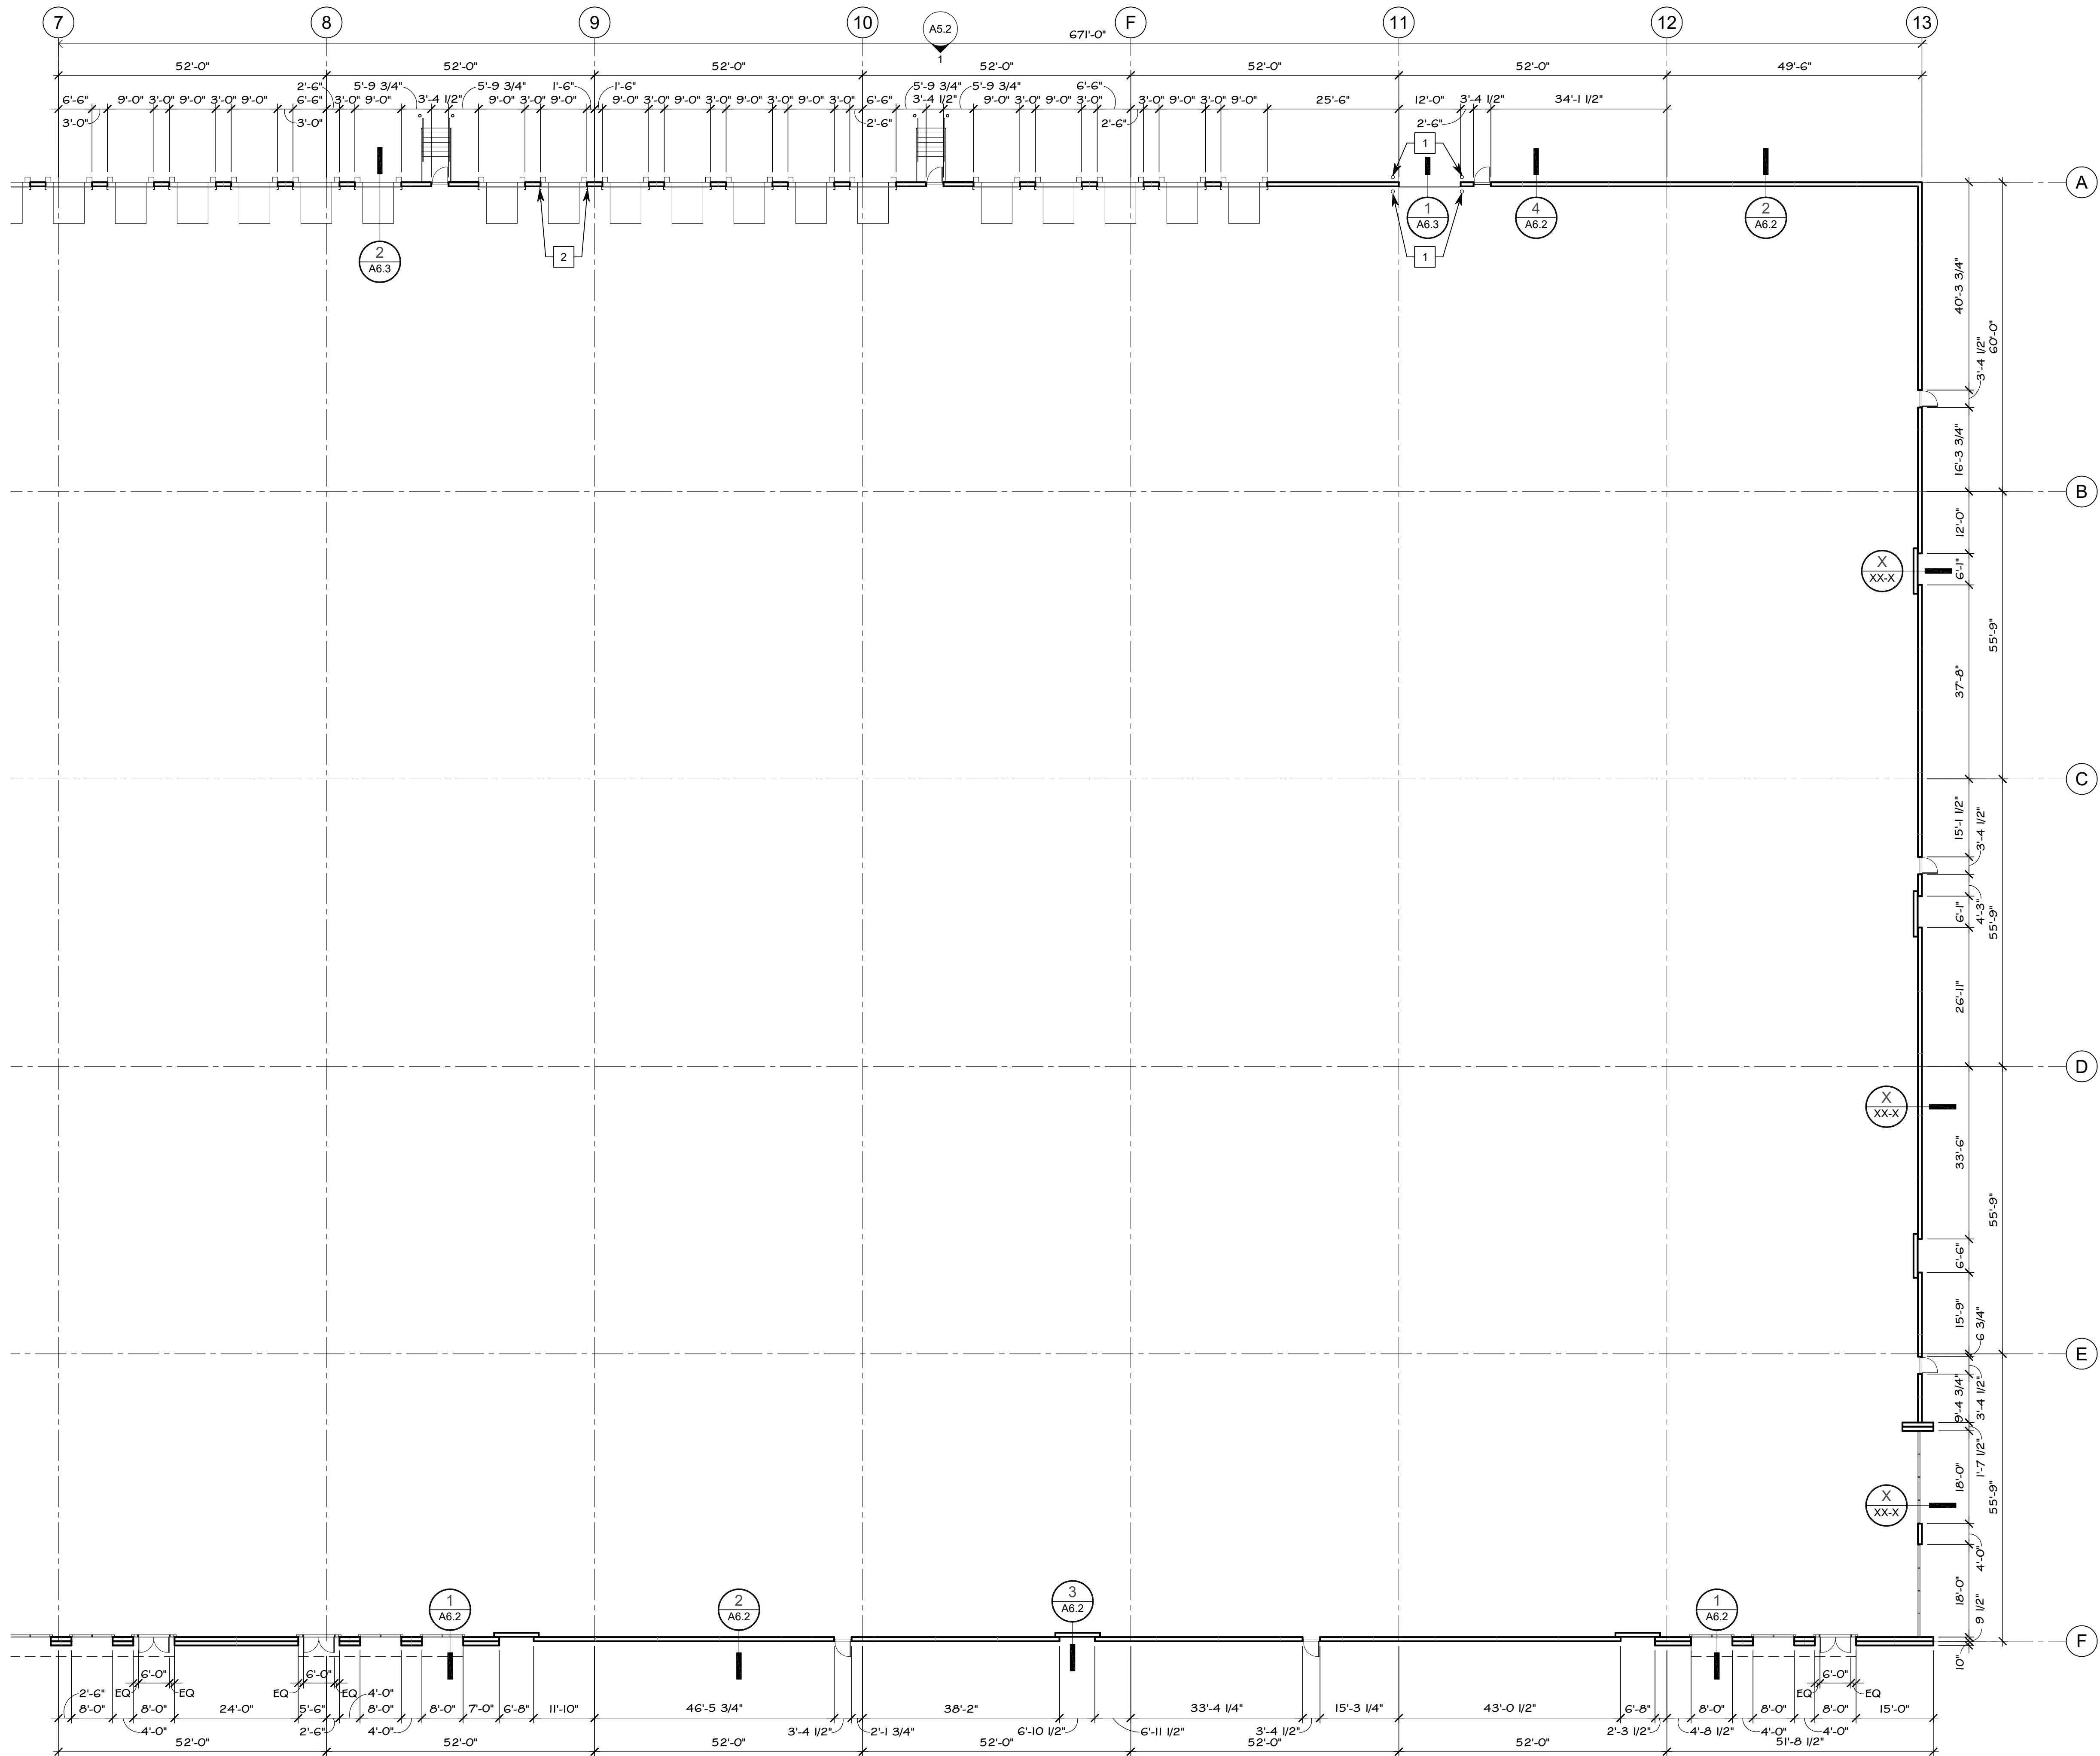 7 8 9 10 F 11 12 13
A5.2
1
671'-0"
52'-0" 52'-0" 52'-0" 52'-0" 52'-0" 52'-0" 49'-6"
2'-6" 5'-9 3/4" 5'-9 3/4" 1'-6" 1'-6" 5'-9 3/4" 5'-9 3/4" 6'-6"
6'-6" 9'-0" 3'-0" 9'-0" 3'-0" 9'-0" 6'-6" 3'-0" 9'-0" 3'-4 1/2" 9'-0" 3'-0" 9'-0" 9'-0" 3'-0" 9'-0" 3'-0" 9'-0" 3'-0" 9'-0" 3'-0" 6'-6" 3'-4 1/2" 9'-0" 3'-0" 9'-0" 3'-0" 3'-0" 9'-0" 3'-0" 9'-0" 25'-6" 12'-0" 3'-4 1/2" 34'-1 1/2"
3'-0" 3'-0" 2'-6" 2'-6" 2'-6"
1
A
1
A6.3
4
A6.2
2
A6.2
2
A6.3
2
1
40'-3 3/4"
60'-0"
3'-4 1/2"
16'-3 3/4"
B
12'-0"
X
XX-X
6'-1"
55'-9"
37'-8"
C
15'-1 1/2"
3'-4 1/2"
6'-1"
4'-3"
55'-9"
26'-11"
D
X
XX-X
33'-6"
55'-9"
6'-6"
15'-9"
6 3/4"
E
9'-4 3/4"
3'-4 1/2"
1'-7 1/2"
18'-0"
55'-9"
X
XX-X
4'-0"
18'-0"
9 1/2"
F
10"
1
A6.2
2
A6.2
3
A6.2
1
A6.2
6'-0" 6'-0" 6'-0"
EQ EQ EQ EQ EQ EQ
2'-6" 4'-0"
8'-0" 8'-0" 24'-0" 5'-6" 8'-0" 8'-0" 7'-0" 6'-8" 11'-10" 46'-5 3/4" 38'-2" 33'-4 1/4" 15'-3 1/4" 43'-0 1/2" 6'-8" 8'-0" 8'-0" 8'-0" 15'-0"
4'-0" 2'-6" 4'-0" 3'-4 1/2" 2'-1 3/4" 6'-10 1/2" 6'-11 1/2" 3'-4 1/2" 2'-3 1/2" 4'-8 1/2" 4'-0" 4'-0"
52'-0" 52'-0" 52'-0" 52'-0" 52'-0" 52'-0" 51'-8 1/2"